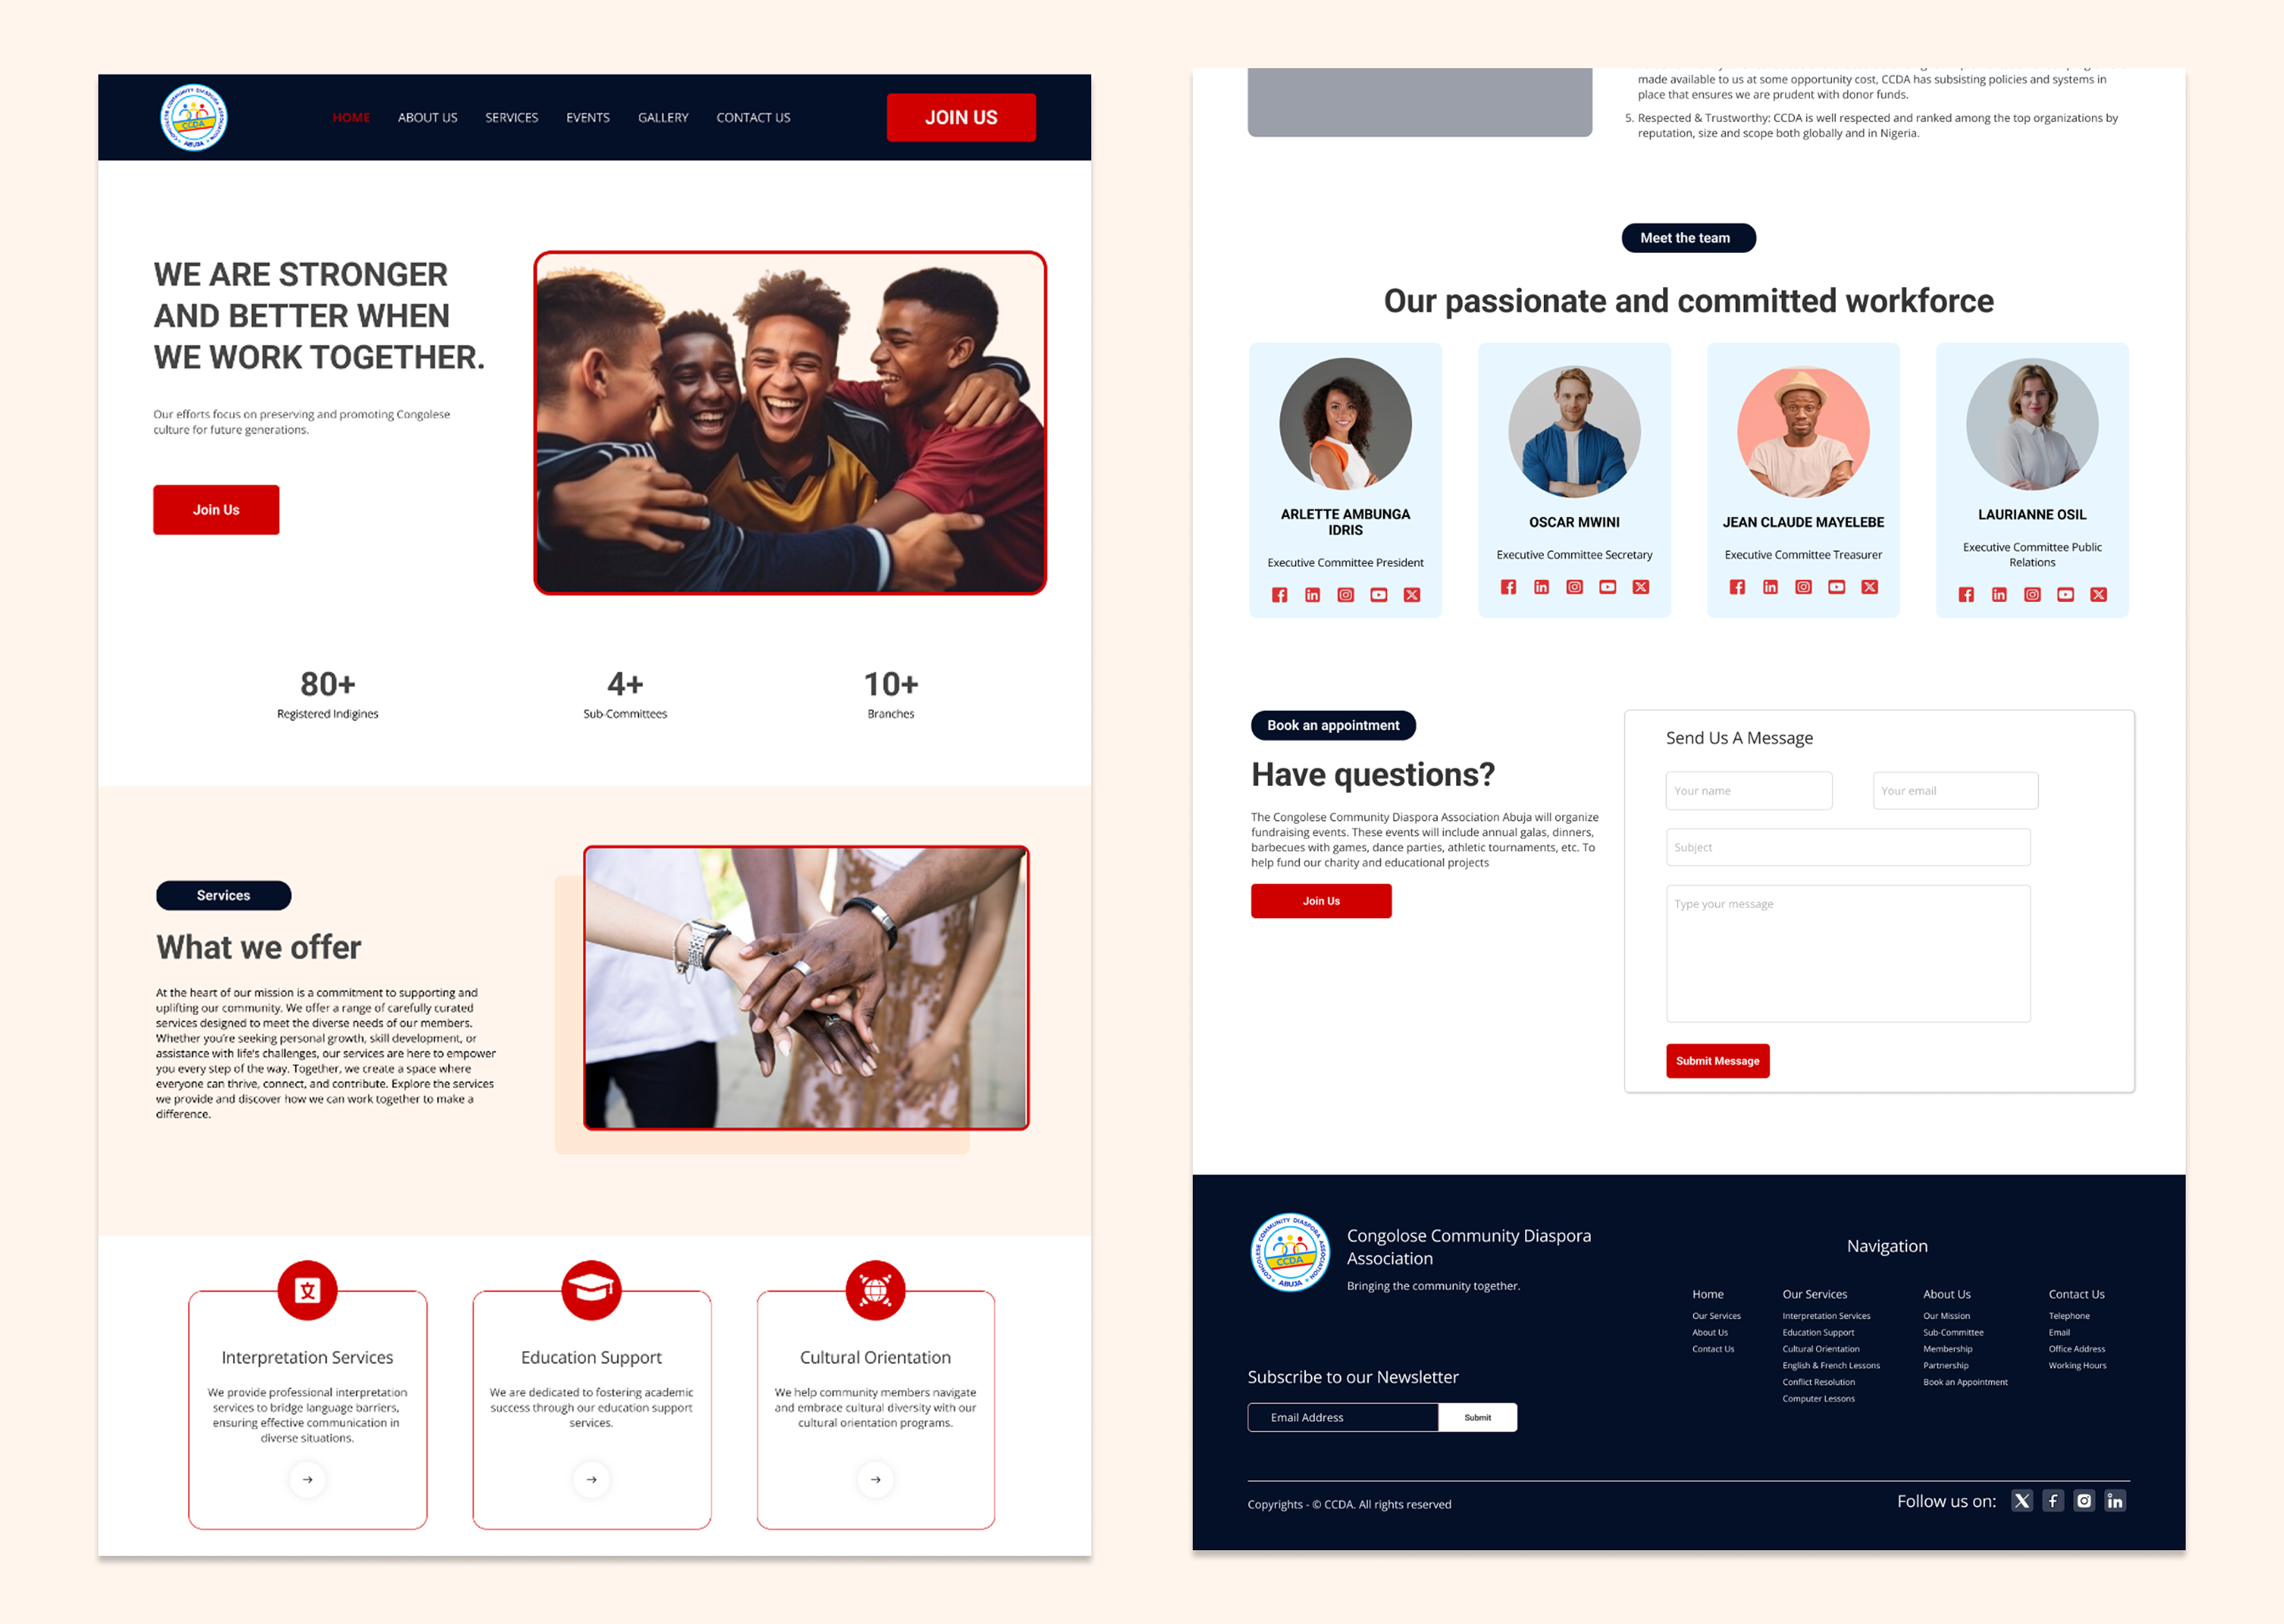 HOME ABOUT US SERVICES EVENTS GALLERY CONTACT US JOIN US
CONGOLESE COMMUNITY DIASPORA ASSOCIATION
CCDA
ABUJA
WE ARE STRONGER
AND BETTER WHEN
WE WORK TOGETHER.
Our efforts focus on preserving and promoting Congolese
culture for future generations.
Join Us
80+ 4+ 10+
Registered Indigines Sub-Committees Branches
Services
What we offer
At the heart of our mission is a commitment to supporting and
uplifting our community. We offer a range of carefully curated
services designed to meet the diverse needs of our members.
Whether you're seeking personal growth, skill development, or
assistance with life's challenges, our services are here to empower
you every step of the way. Together, we create a space where
everyone can thrive, connect, and contribute. Explore the services
we provide and discover how we can work together to make a
difference.
Interpretation Services
We provide professional interpretation
services to bridge language barriers,
ensuring effective communication in
diverse situations.
Education Support
We are dedicated to fostering academic
success through our education support
services.
Cultural Orientation
We help community members navigate
and embrace cultural diversity with our
cultural orientation programs.
made available to us at some opportunity cost, CCDA has subsisting policies and systems in
place that ensures we are prudent with donor funds.
5. Respected & Trustworthy: CCDA is well respected and ranked among the top organizations by
reputation, size and scope both globally and in Nigeria.
Meet the team
Our passionate and committed workforce
ARLETTE AMBUNGA
IDRIS
Executive Committee President
OSCAR MWINI
Executive Committee Secretary
JEAN CLAUDE MAYELEBE
Executive Committee Treasurer
LAURIANNE OSIL
Executive Committee Public
Relations
Book an appointment
Have questions?
The Congolese Community Diaspora Association Abuja will organize
fundraising events. These events will include annual galas, dinners,
barbecues with games, dance parties, athletic tournaments, etc. To
help fund our charity and educational projects
Join Us
Send Us A Message
Your name Your email
Subject
Type your message
Submit Message
CONGOLESE COMMUNITY DIASPORA ASSOCIATION
CCDA
ABUJA
Congolose Community Diaspora
Association
Bringing the community together.
Subscribe to our Newsletter
Email Address Submit
Navigation
Home
Our Services
About Us
Contact Us
Our Services
Interpretation Services
Education Support
Cultural Orientation
English & French Lessons
Conflict Resolution
Computer Lessons
About Us
Our Mission
Sub-Committee
Membership
Partnership
Book an Appointment
Contact Us
Telephone
Email
Office Address
Working Hours
Copyrights - © CCDA. All rights reserved
Follow us on: